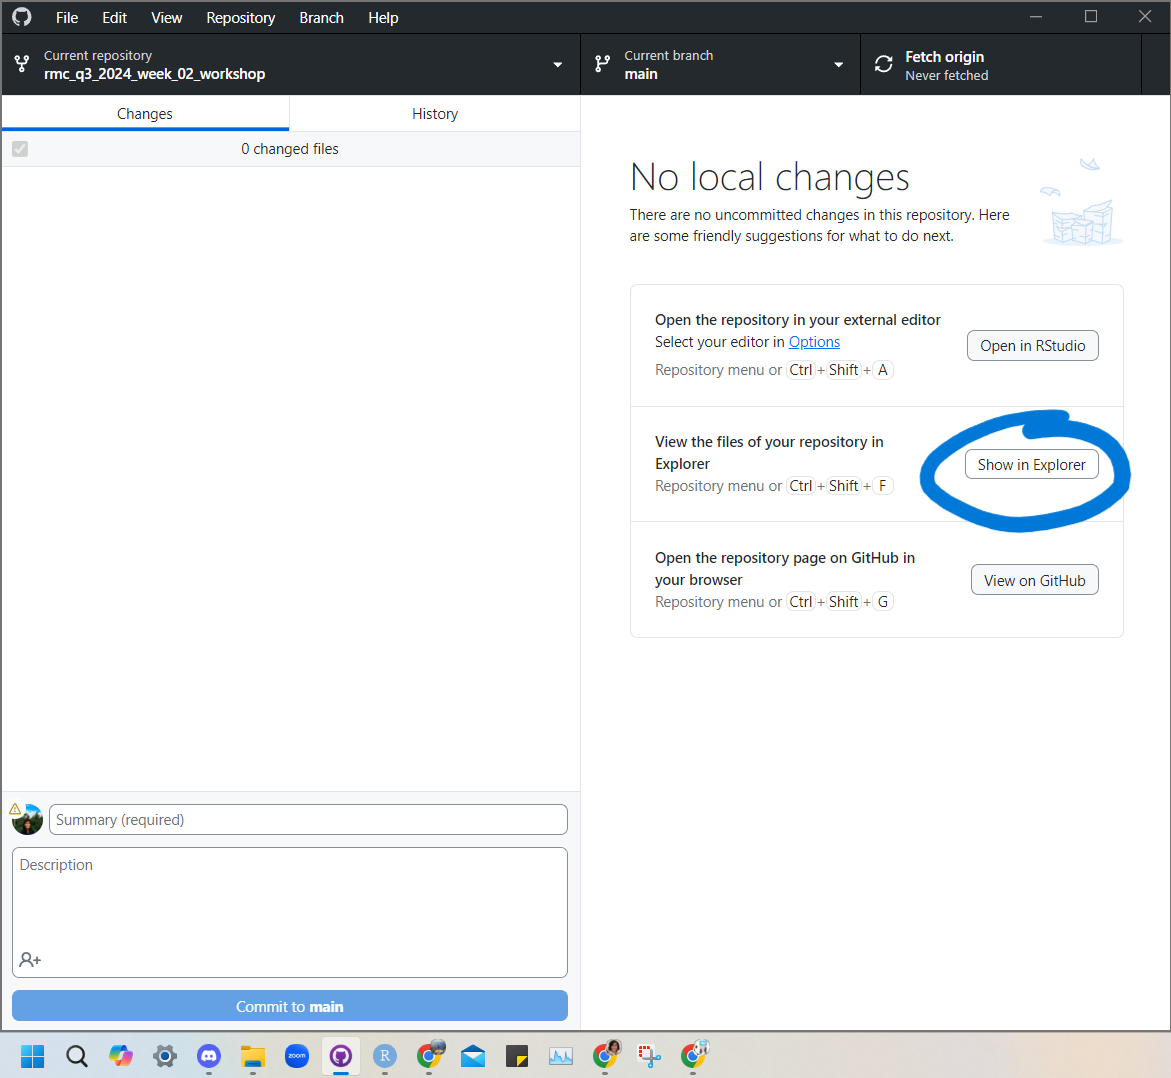 File Edit View Repository Branch Help
Current repository
rmc_q3_2024_week_02_workshop
Current branch
main
Fetch origin
Never fetched
Changes
History
0 changed files
No local changes
There are no uncommitted changes in this repository. Here
are some friendly suggestions for what to do next.
Open the repository in your external editor
Select your editor in Options
Repository menu or Ctrl + Shift + A
Open in RStudio
View the files of your repository in
Explorer
Repository menu or Ctrl + Shift + F
Show in Explorer
Open the repository page on GitHub in
your browser
Repository menu or Ctrl + Shift + G
View on GitHub
Summary (required)
Description
Commit to main
zoom
R